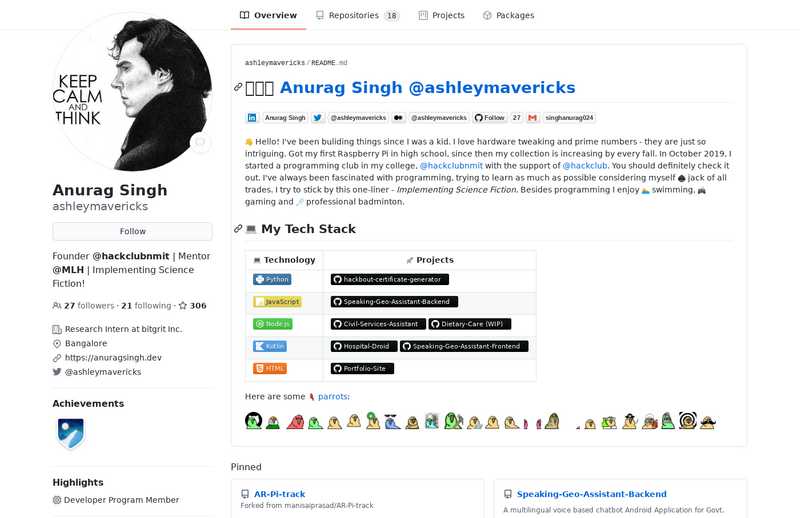 Overview
Repositories 18
Projects
Packages
KEEP
CALM
AND
THINK
Anurag Singh
ashleymavericks
Follow
Founder @hackclubnmit | Mentor
@MLH | Implementing Science
Fiction!
27 followers · 21 following · 306
Research Intern at bitgrit Inc.
Bangalore
https://anuragsingh.dev
@ashleymavericks
Achievements
Highlights
Developer Program Member
ashleymavericks/README.md
Anurag Singh @ashleymavericks
Anurag Singh @ashleymavericks @ashleymavericks Follow 27 singhanurag024
Hello! I've been buliding things since I was a kid. I love hardware tweaking and prime numbers - they are just so
intriguing. Got my first Raspberry Pi in high school, since then my collection is increasing by every fall. In October 2019, I
started a programming club in my college, @hackclubnmit with the support of @hackclub. You should definitely check it
out. I've always been fascinated with programming, trying to learn as much as possible considering myself jack of all
trades. I try to stick by this one-liner - Implementing Science Fiction. Besides programming I enjoy swimming,
gaming and professional badminton.
My Tech Stack
Technology Projects
Python hackbout-certificate-generator
JavaScript Speaking-Geo-Assistant-Backend
Node.js Civil-Services-Assistant Dietary-Care (WIP)
Kotlin Hospital-Droid Speaking-Geo-Assistant-Frontend
HTML Portfolio-Site
Here are some parrots:
Pinned
AR-Pi-track
Forked from manisaiprasad/AR-Pi-track
Speaking-Geo-Assistant-Backend
A multilingual voice based chatbot Android Application for Govt.